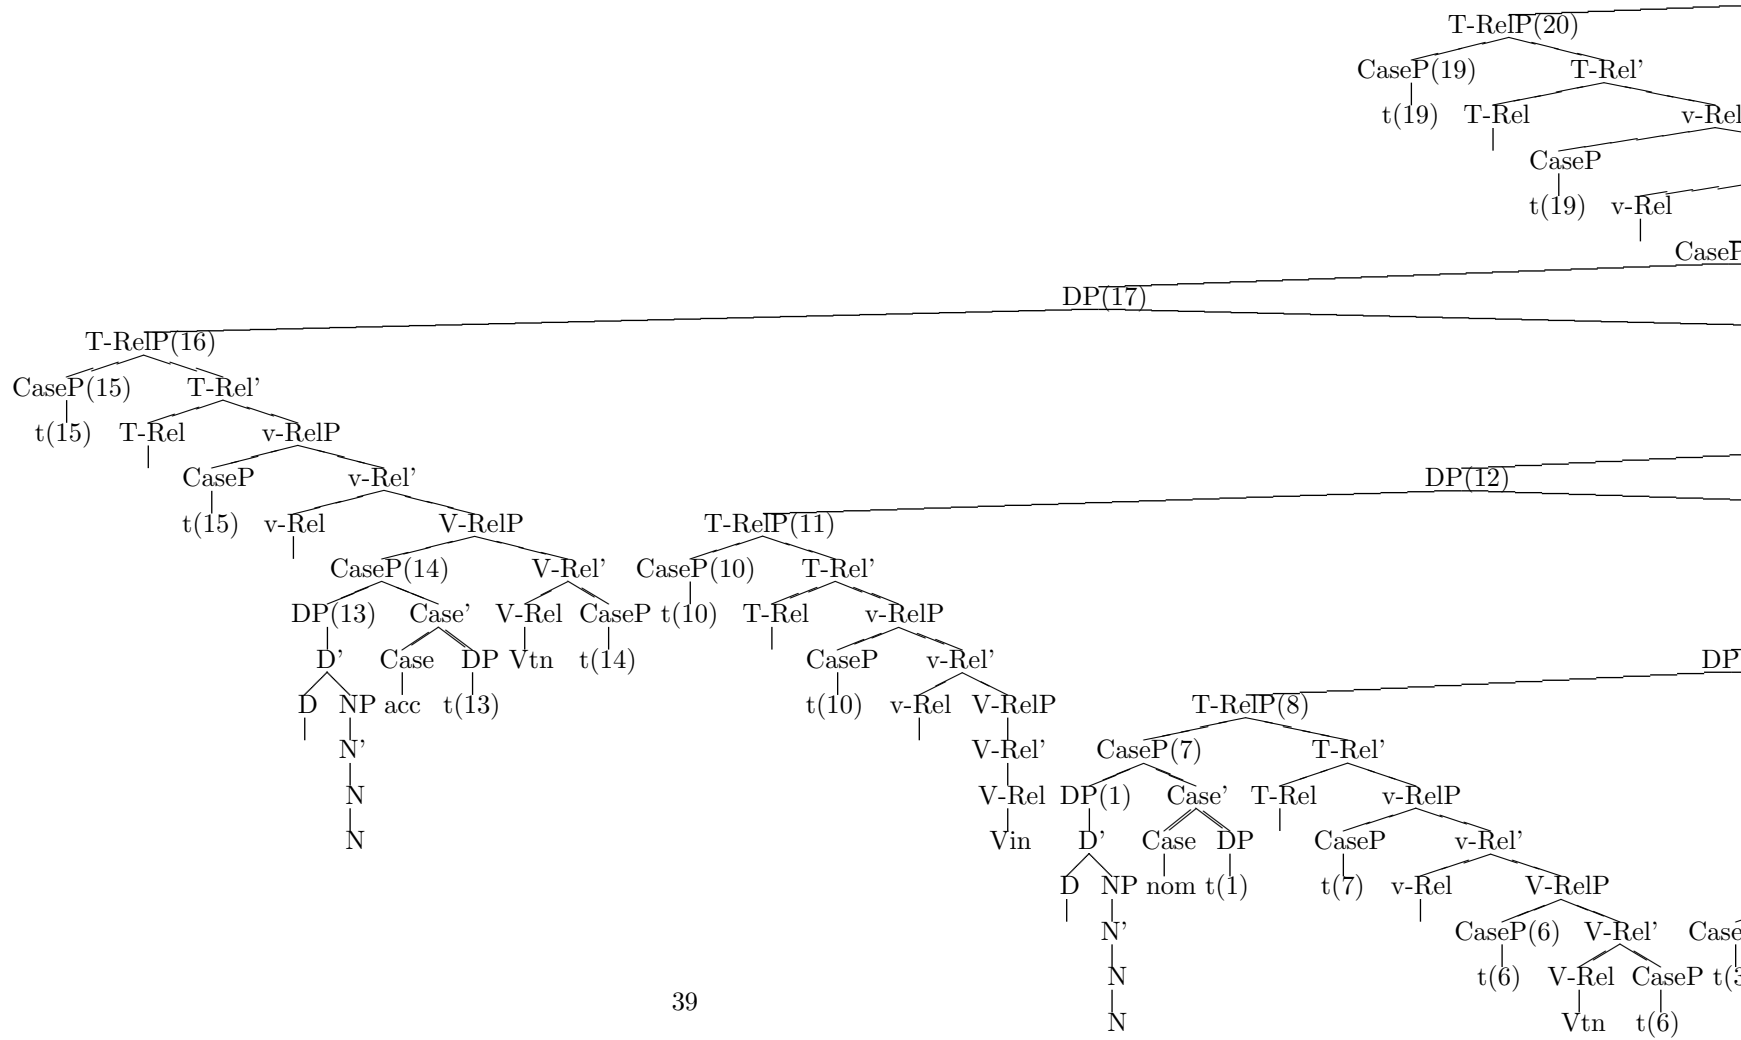 T-RelP(20)
CaseP(19) T-Rel'
t(19) T-Rel v-Rel
CaseP
t(19) v-Rel
CaseP
DP(17)
T-RelP(16)
CaseP(15) T-Rel'
t(15) T-Rel v-RelP
CaseP v-Rel' DP(12)
t(15) v-Rel V-RelP T-RelP(11)
CaseP(14) V-Rel' CaseP(10) T-Rel'
DP(13) Case' V-Rel CaseP t(10) T-Rel v-RelP
D' Case DP Vtn t(14) CaseP v-Rel' DP
D NP acc t(13) t(10) v-Rel V-RelP T-RelP(8)
N' V-Rel' CaseP(7) T-Rel'
N V-Rel DP(1) Case' T-Rel v-RelP
N Vin D' Case DP CaseP v-Rel'
D NP nom t(1) t(7) v-Rel V-RelP
N' CaseP(6) V-Rel' Case
N t(6) V-Rel CaseP t(3
39
N Vtn t(6)